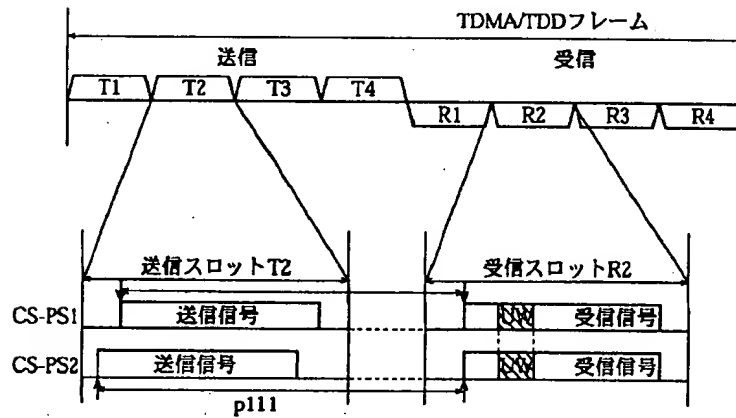 TDMA/TDDフレーム
送信 受信
T1 T2 T3 T4
R1 R2 R3 R4
送信スロットT2 受信スロットR2
CS-PS1 送信信号 受信信号
CS-PS2 送信信号 受信信号
p111